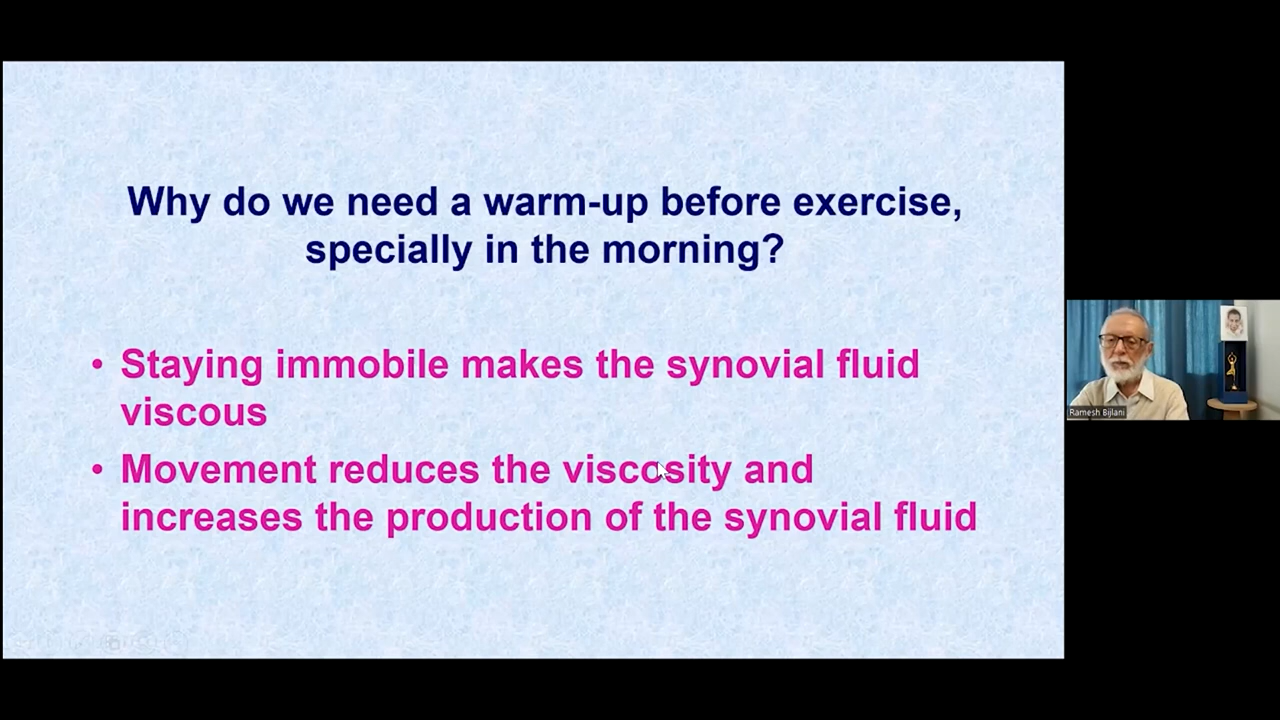 Why do we need a warm-up before exercise,
specially in the morning?
• Staying immobile makes the synovial fluid
viscous
• Movement reduces the viscosity and
increases the production of the synovial fluid
Ramesh Bijlani